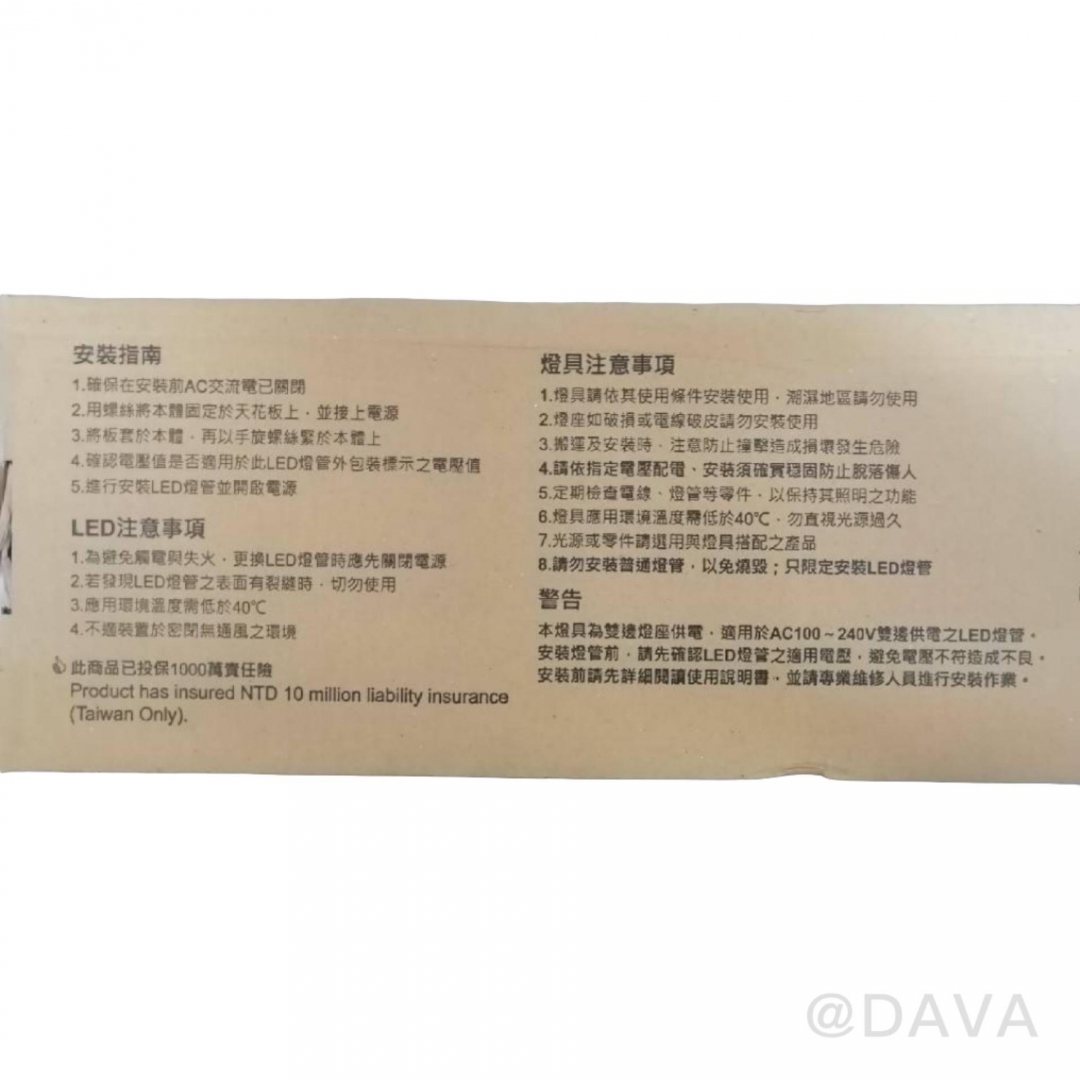 安裝指南
1.確保在安裝前AC交流電已關閉
2.用螺絲將本體固定於天花板上，並接上電源
3.將板套於本體，再以手旋螺絲緊於本體上
4.確認電壓值是否適用於此LED燈管外包裝標示之電壓值
5.進行安裝LED燈管並開啟電源
LED注意事項
1.為避免觸電與失火，更換LED燈管時應先關閉電源
2.若發現LED燈管之表面有裂縫時，切勿使用
3.應用環境溫度需低於40℃
4.不適裝置於密閉無通風之環境
此商品已投保1000萬責任險
Product has insured NTD 10 million liability insurance
(Taiwan Only).
燈具注意事項
1.燈具請依其使用條件安裝使用，潮濕地區請勿使用
2.燈座如破損或電線破皮請勿安裝使用
3.搬運及安裝時，注意防止撞擊造成損壞發生危險
4.請依指定電壓配電、安裝須確實穩固防止脫落傷人
5.定期檢查電線、燈管等零件，以保持其照明之功能
6.燈具應用環境溫度需低於40℃，勿直視光源過久
7.光源或零件請選用與燈具搭配之產品
8.請勿安裝普通燈管，以免燒毀；只限定安裝LED燈管
警告
本燈具為雙邊燈座供電，適用於AC100～240V雙邊供電之LED燈管。
安裝燈管前，請先確認LED燈管之適用電壓，避免電壓不符造成不良。
安裝前請先詳細閱讀使用說明書，並請專業維修人員進行安裝作業。
@DAVA